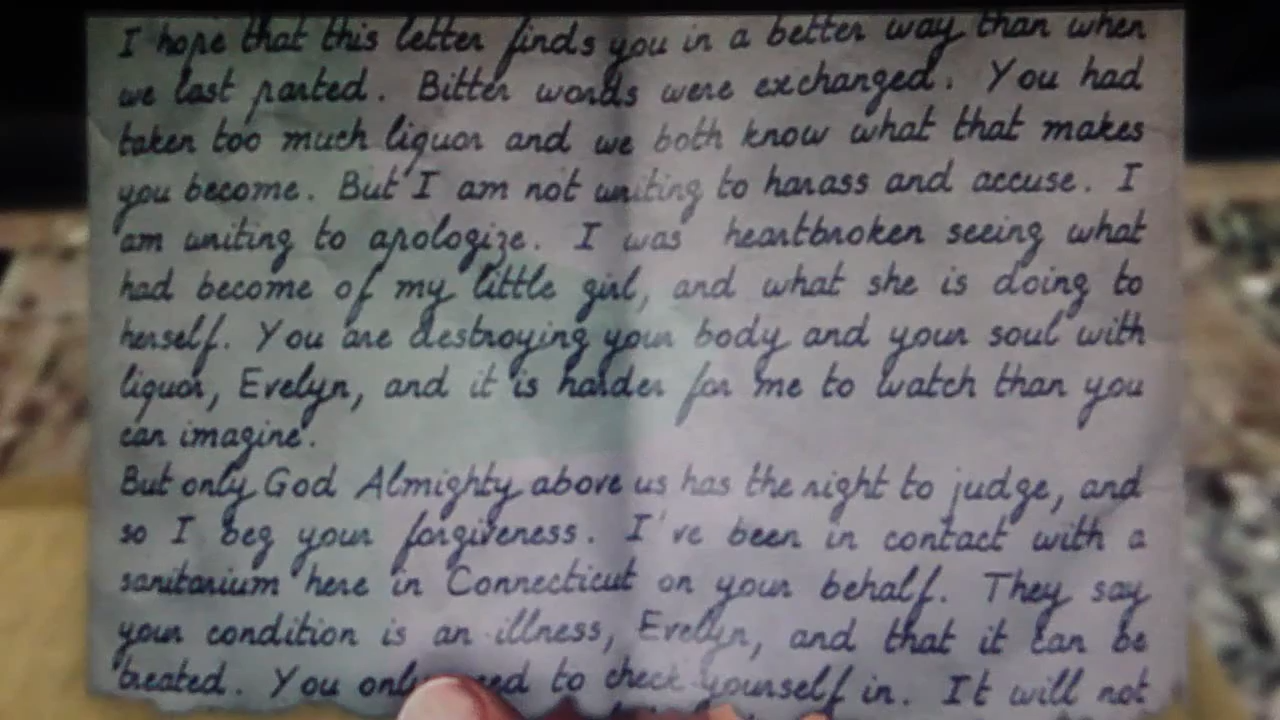 I hope that this letter finds you in a better way than when
we last parted. Bitter words were exchanged. You had
taken too much liquor and we both know what that makes
you become. But I am not writing to harass and accuse. I
am writing to apologize. I was heartbroken seeing what
had become of my little girl, and what she is doing to
herself. You are destroying your body and your soul with
liquor, Evelyn, and it is harder for me to watch than you
can imagine.
But only God Almighty above us has the right to judge, and
so I beg your forgiveness. I've been in contact with a
sanitarium here in Connecticut on your behalf. They say
your condition is an illness, Evelyn, and that it can be
treated. You only need to check yourself in. It will not